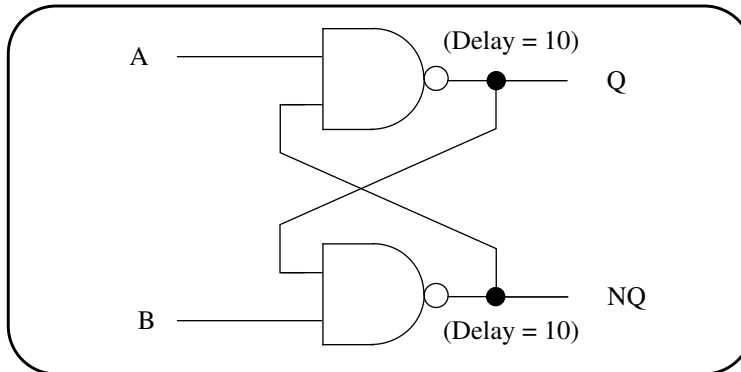 (Delay = 10)
A
Q
B
NQ
(Delay = 10)